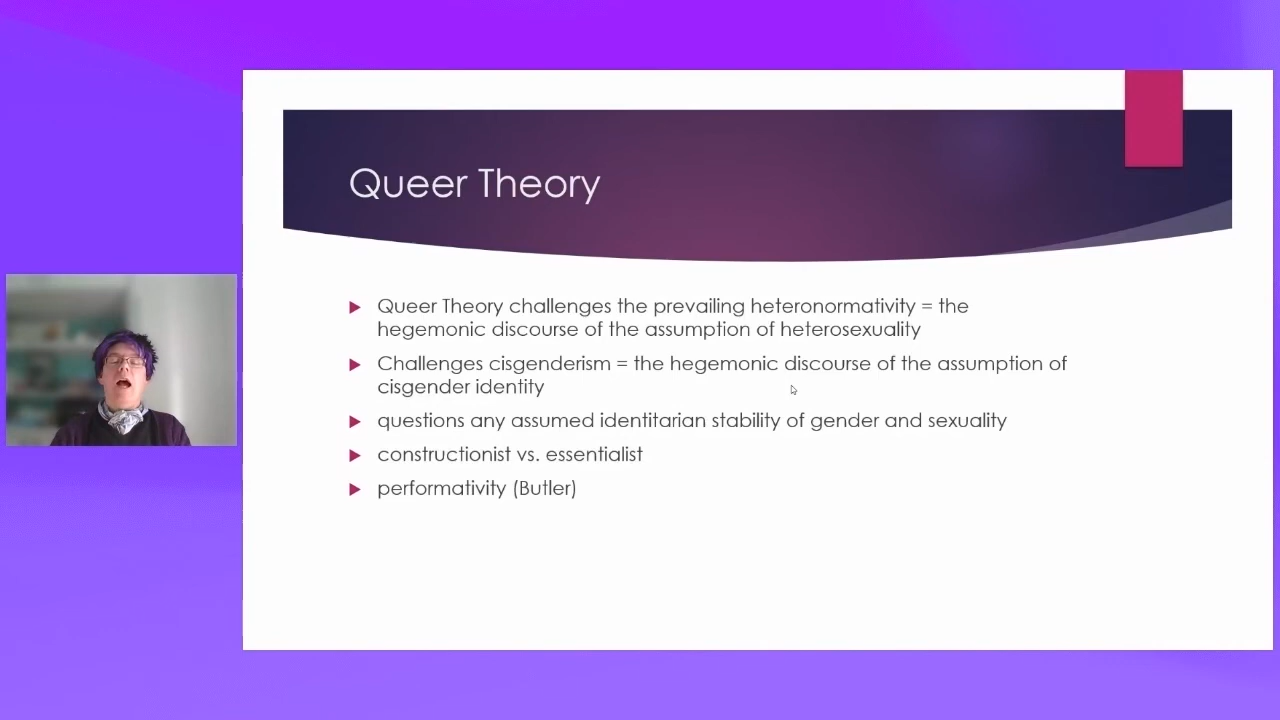 Queer Theory
Queer Theory challenges the prevailing heteronormativity = the
hegemonic discourse of the assumption of heterosexuality
Challenges cisgenderism = the hegemonic discourse of the assumption of
cisgender identity
questions any assumed identitarian stability of gender and sexuality
constructionist vs. essentialist
performativity (Butler)